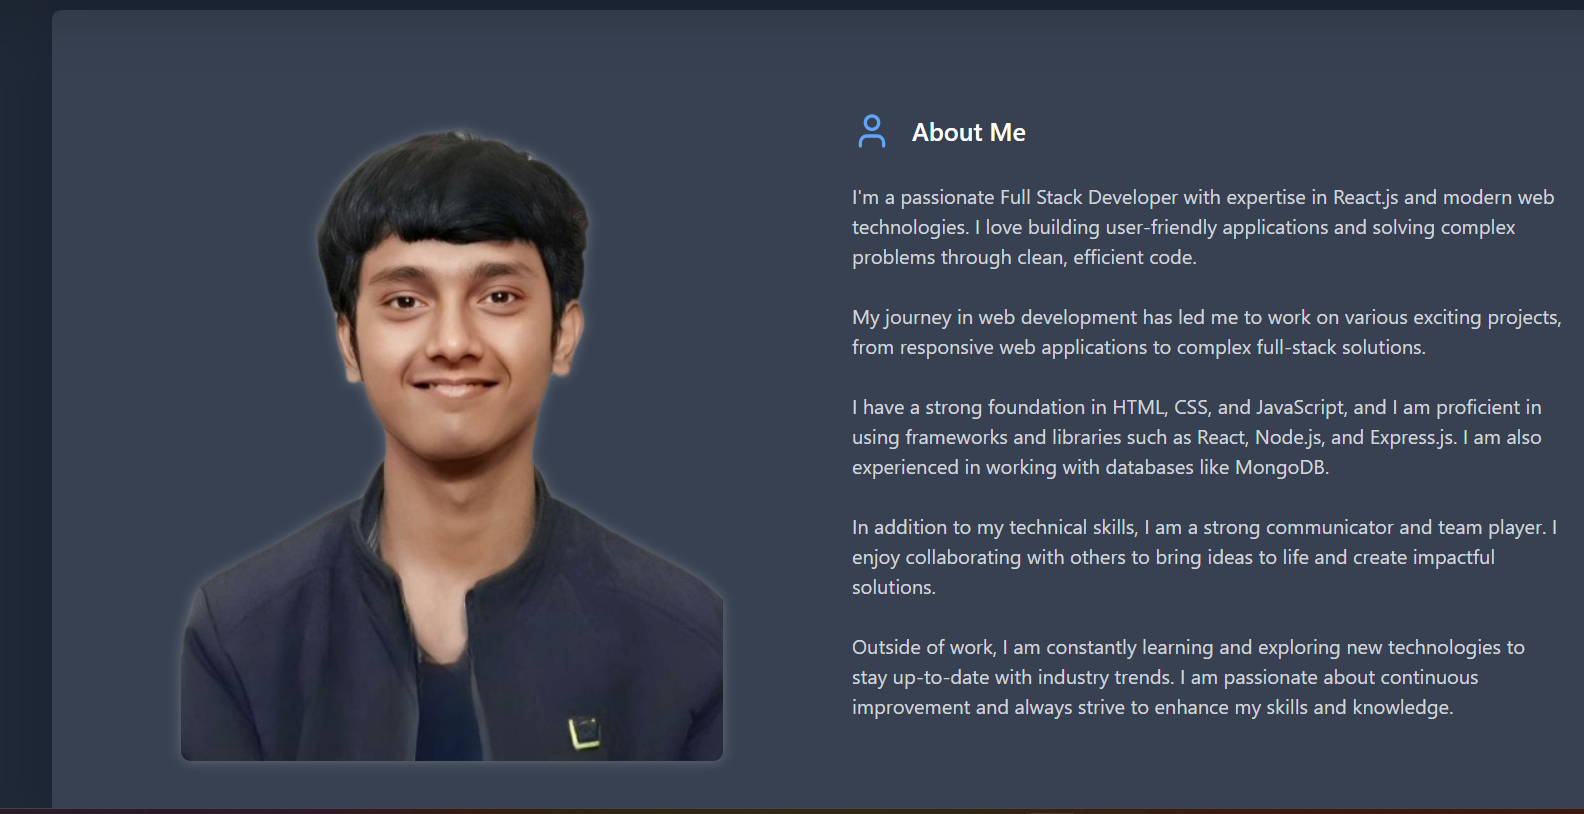 About Me
I'm a passionate Full Stack Developer with expertise in React.js and modern web
technologies. I love building user-friendly applications and solving complex
problems through clean, efficient code.
My journey in web development has led me to work on various exciting projects,
from responsive web applications to complex full-stack solutions.
I have a strong foundation in HTML, CSS, and JavaScript, and I am proficient in
using frameworks and libraries such as React, Node.js, and Express.js. I am also
experienced in working with databases like MongoDB.
In addition to my technical skills, I am a strong communicator and team player. I
enjoy collaborating with others to bring ideas to life and create impactful
solutions.
Outside of work, I am constantly learning and exploring new technologies to
stay up-to-date with industry trends. I am passionate about continuous
improvement and always strive to enhance my skills and knowledge.